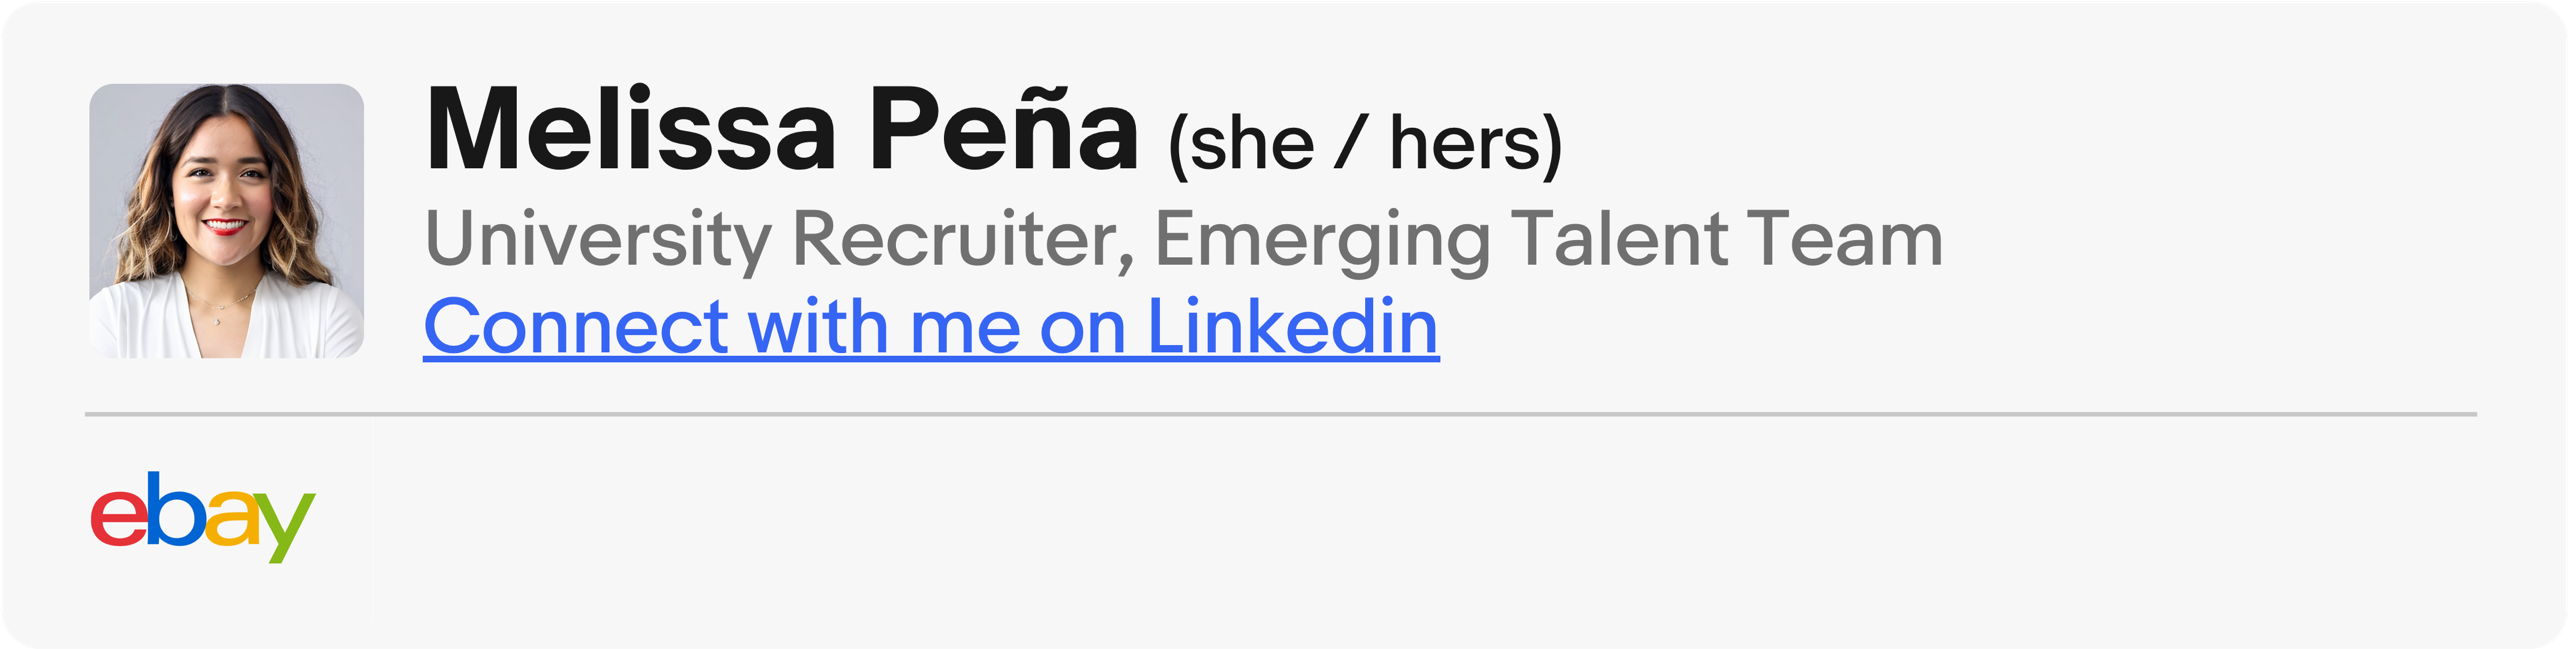 Melissa Peña (she / hers)
University Recruiter, Emerging Talent Team
Connect with me on Linkedin
ebay